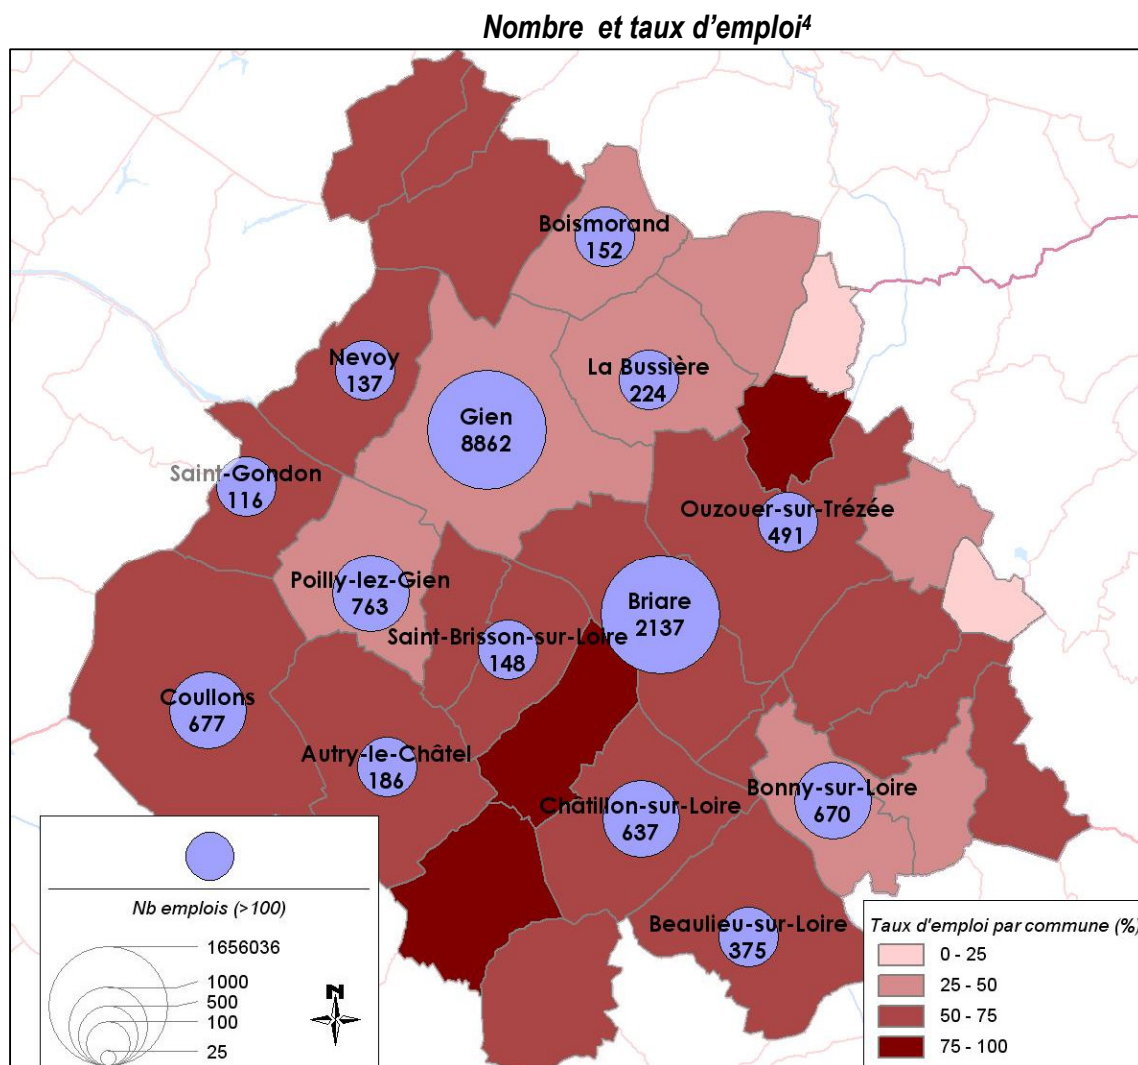 Nombre et taux d'emploi⁴
Boismorand
152
Nevoy
137
La Bussière
224
Gien
8862
Saint-Gondon
116
Ouzouer-sur-Trézée
491
Poilly-lez-Gien
763
Briare
2137
Saint-Brisson-sur-Loire
148
Coullons
677
Autry-le-Châtel
186
Bonny-sur-Loire
670
Châtillon-sur-Loire
637
Beaulieu-sur-Loire
375
Nb emplois (>100)
1656036
1000
500
100
25
N
Taux d'emploi par commune (%)
0 - 25
25 - 50
50 - 75
75 - 100